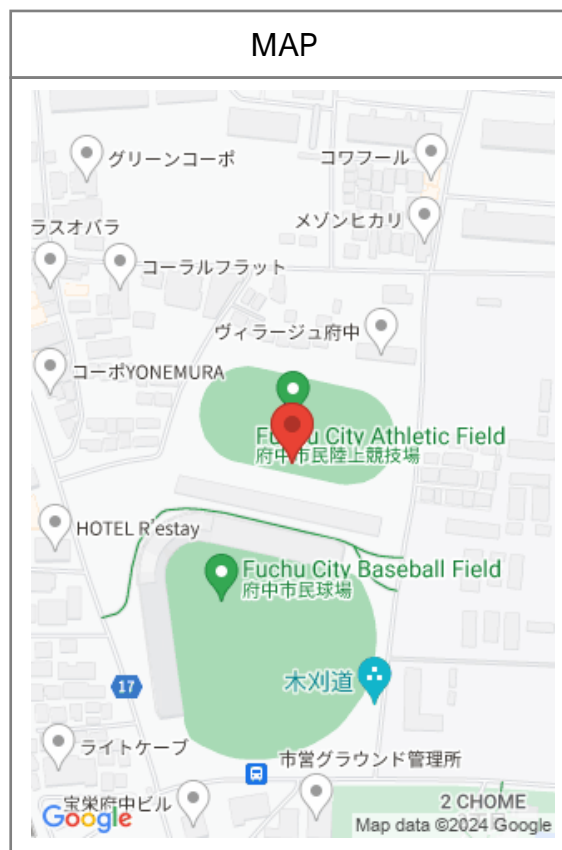 MAP
グリーンコーポ
コワフール
メゾンヒカリ
ラスオバラ
コーラルフラット
ヴィラージュ府中
コーポYONEMURA
Fuchu City Athletic Field
府中市民陸上競技場
HOTEL R'estay
Fuchu City Baseball Field
府中市民球場
木刈道
17
ライトケーブ
市営グラウンド管理所
宝栄府中ビル
2 CHOME
Google
Map data ©2024 Google